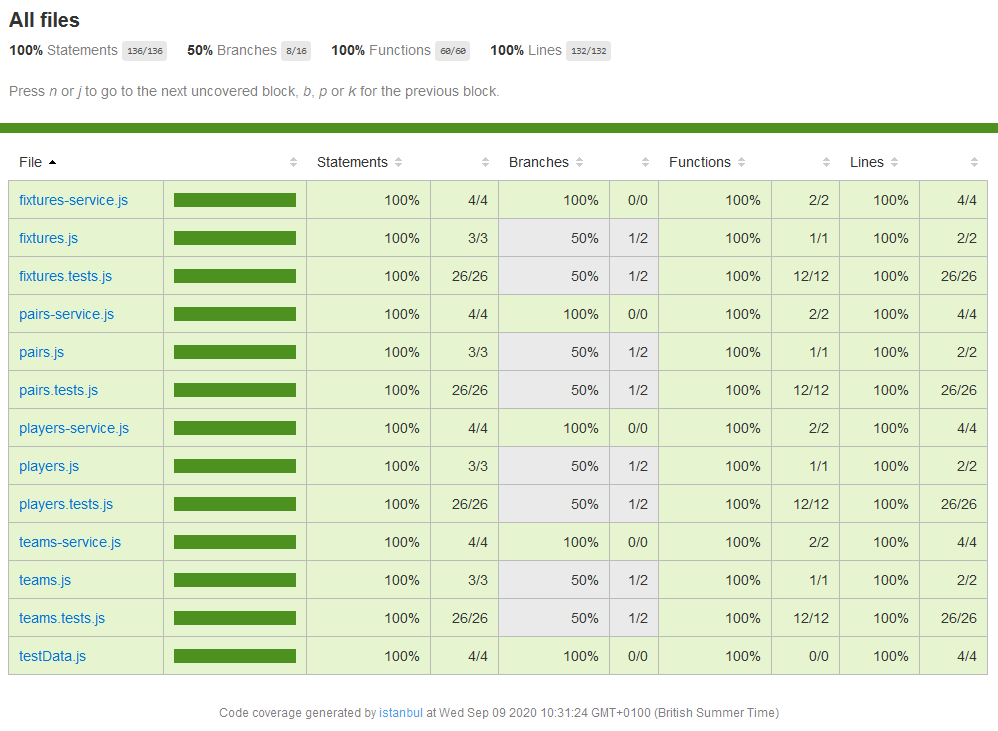 All files
100% Statements 136/136 50% Branches 8/16 100% Functions 60/60 100% Lines 132/132
Press n or j to go to the next uncovered block, b, p or k for the previous block.
File Statements Branches Functions Lines
fixtures-service.js 100% 4/4 100% 0/0 100% 2/2 100% 4/4
fixtures.js 100% 3/3 50% 1/2 100% 1/1 100% 2/2
fixtures.tests.js 100% 26/26 50% 1/2 100% 12/12 100% 26/26
pairs-service.js 100% 4/4 100% 0/0 100% 2/2 100% 4/4
pairs.js 100% 3/3 50% 1/2 100% 1/1 100% 2/2
pairs.tests.js 100% 26/26 50% 1/2 100% 12/12 100% 26/26
players-service.js 100% 4/4 100% 0/0 100% 2/2 100% 4/4
players.js 100% 3/3 50% 1/2 100% 1/1 100% 2/2
players.tests.js 100% 26/26 50% 1/2 100% 12/12 100% 26/26
teams-service.js 100% 4/4 100% 0/0 100% 2/2 100% 4/4
teams.js 100% 3/3 50% 1/2 100% 1/1 100% 2/2
teams.tests.js 100% 26/26 50% 1/2 100% 12/12 100% 26/26
testData.js 100% 4/4 100% 0/0 100% 0/0 100% 4/4
Code coverage generated by istanbul at Wed Sep 09 2020 10:31:24 GMT+0100 (British Summer Time)